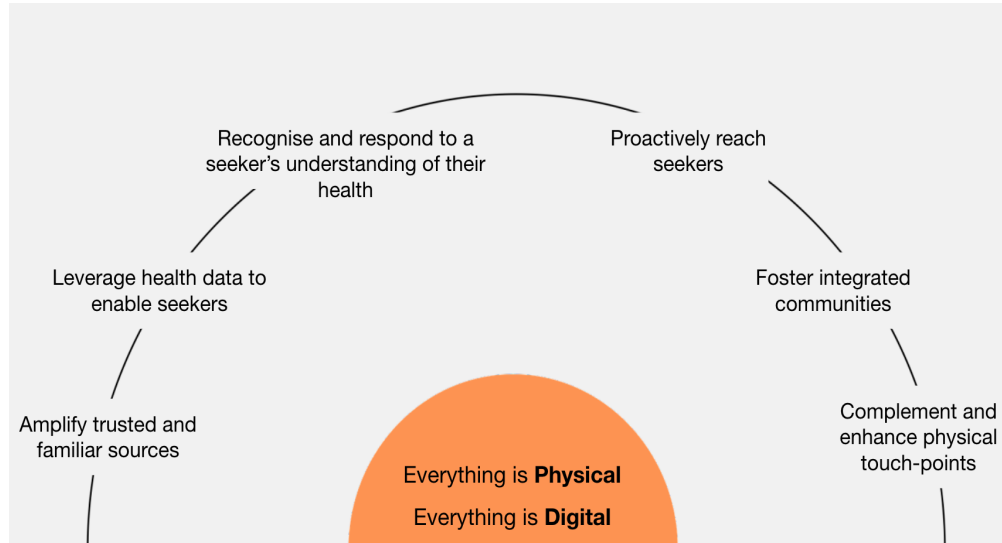 Recognise and respond to a
seeker's understanding of their
health
Proactively reach
seekers
Leverage health data to
enable seekers
Foster integrated
communities
Amplify trusted and
familiar sources
Complement and
enhance physical
touch-points
Everything is Physical
Everything is Digital